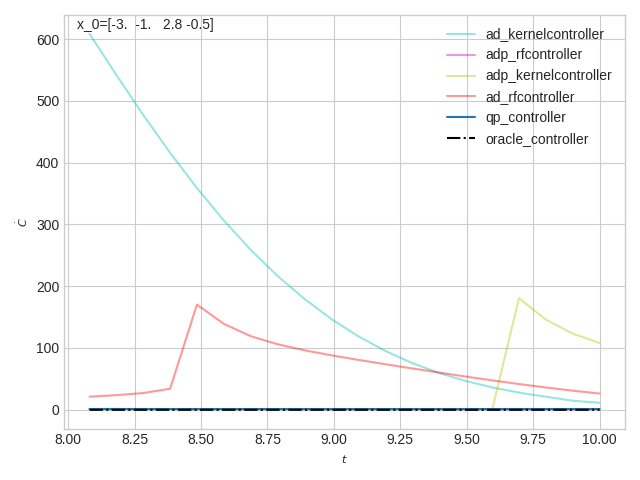 x_0=[-3.  -1.   2.8 -0.5]
ad_kernelcontroller
adp_rfcontroller
adp_kernelcontroller
ad_rfcontroller
qp_controller
oracle_controller
600
500
400
300
200
100
0
Ċ
8.00 8.25 8.50 8.75 9.00 9.25 9.50 9.75 10.00
t